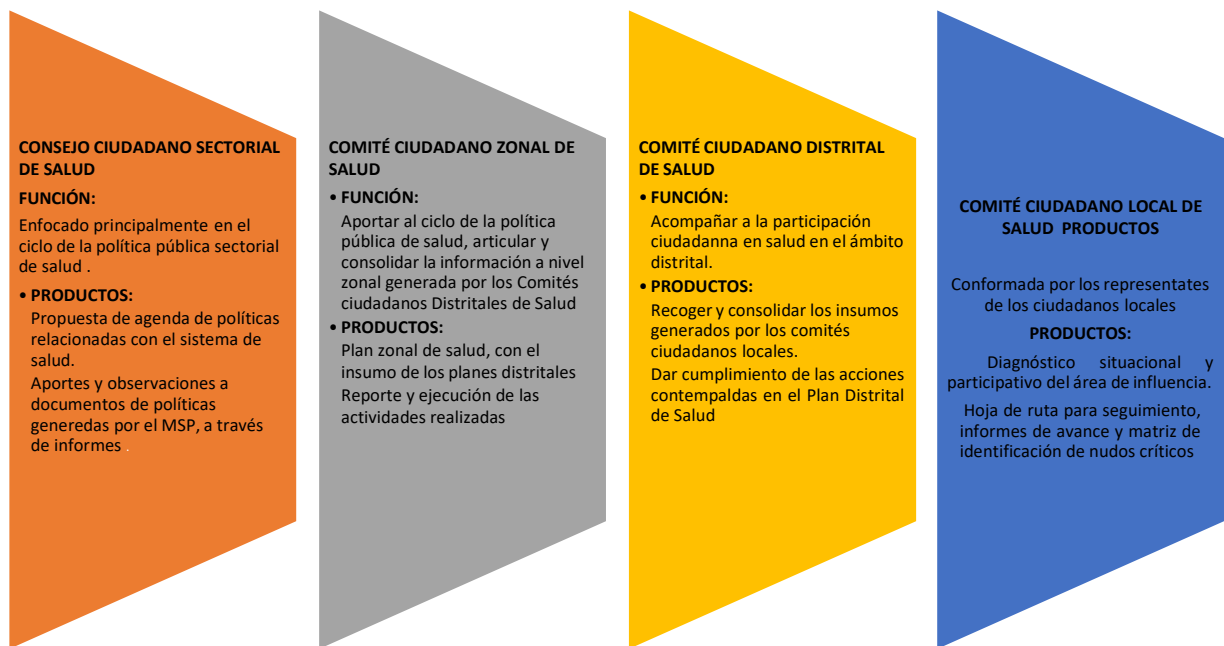 CONSEJO CIUDADANO SECTORIAL
DE SALUD
FUNCIÓN:
Enfocado principalmente en el
ciclo de la política pública sectorial
de salud .
• PRODUCTOS:
Propuesta de agenda de políticas
relacionadas con el sistema de
salud.
Aportes y observaciones a
documentos de políticas
generedas por el MSP, a través
de informes .
COMITÉ CIUDADANO ZONAL DE
SALUD
• FUNCIÓN:
Aportar al ciclo de la política
pública de salud, articular y
consolidar la información a nivel
zonal generada por los Comités
ciudadanos Distritales de Salud
• PRODUCTOS:
Plan zonal de salud, con el
insumo de los planes distritales
Reporte y ejecución de las
actividades realizadas
COMITÉ CIUDADANO DISTRITAL
DE SALUD
• FUNCIÓN:
Acompañar a la participación
ciudadanna en salud en el ámbito
distrital.
• PRODUCTOS:
Recoger y consolidar los insumos
generados por los comités
ciudadanos locales.
Dar cumplimiento de las acciones
contempaldas en el Plan Distrital
de Salud
COMITÉ CIUDADANO LOCAL DE
SALUD PRODUCTOS
Conformada por los representates
de los ciudadanos locales
PRODUCTOS:
Diagnóstico situacional y
participativo del área de influencia.
Hoja de ruta para seguimiento,
informes de avance y matriz de
identificación de nudos críticos